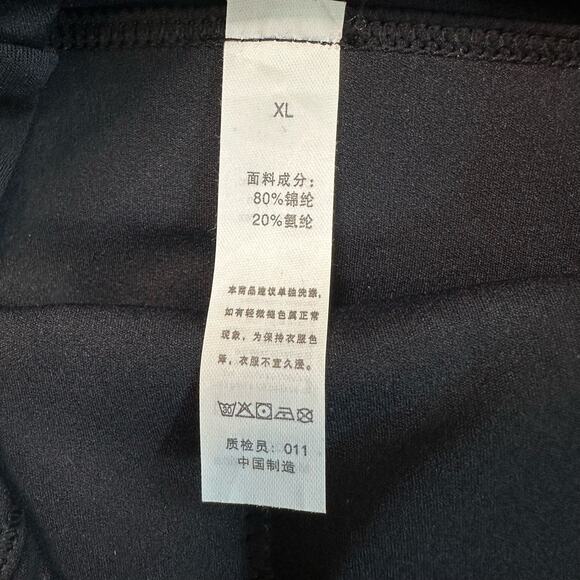 XL
面料成分：
80%锦纶
20%氨纶
本商品建议单独洗涤，
如有轻微褪色属正常
现象，为保持衣服色
泽，衣服不宜久浸。
质检员：011
中国制造